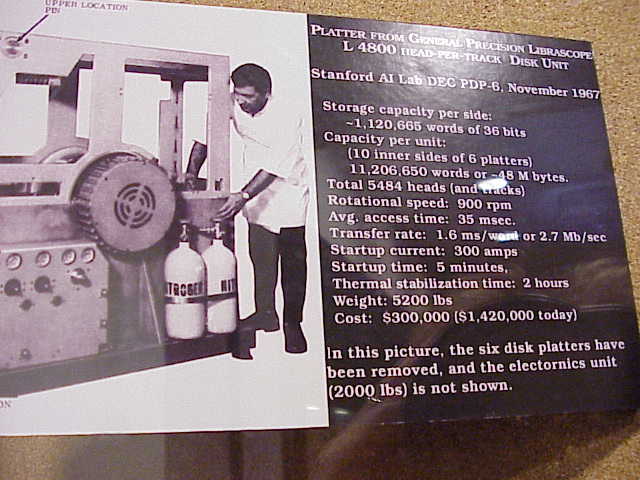 UPPER LOCATION
PIN
PLATTER FROM GENERAL PRECISION LIBRASCOPE
L 4800 HEAD-PER-TRACK DISK UNIT
Stanford AI Lab DEC PDP-6, November 1967
Storage capacity per side:
~1,120,665 words of 36 bits
Capacity per unit:
(10 inner sides of 6 platters)
11,206,650 words or ~48 M bytes.
Total 5484 heads (and tracks)
Rotational speed: 900 rpm
Avg. access time: 35 msec.
Transfer rate: 1.6 ms/word or 2.7 Mb/sec
Startup current: 300 amps
Startup time: 5 minutes,
Thermal stabilization time: 2 hours
Weight: 5200 lbs
Cost: $300,000 ($1,420,000 today)
In this picture, the six disk platters have
been removed, and the electornics unit
(2000 lbs) is not shown.
NITROGEN
NIT
ON